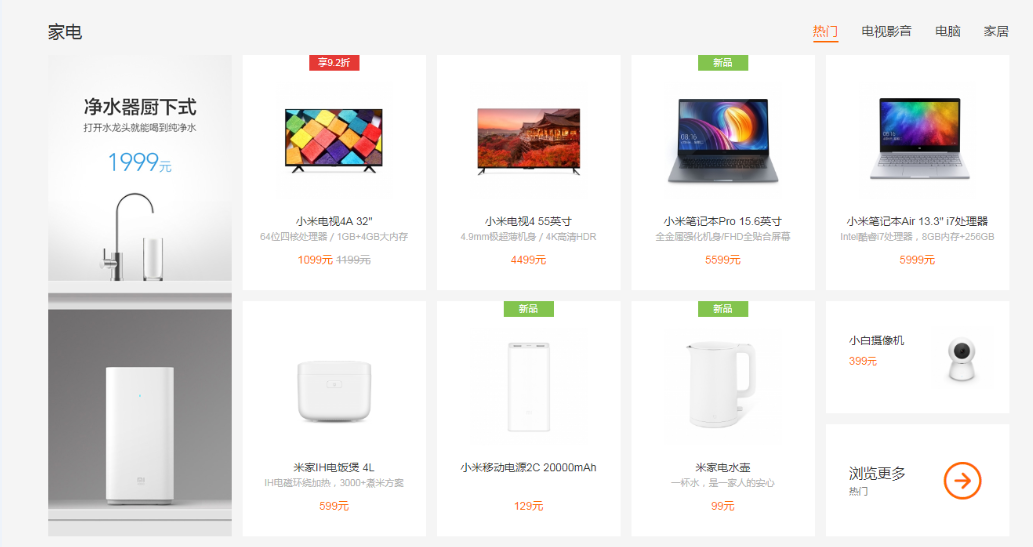 家电
热门 电视影音 电脑 家居
净水器厨下式
打开水龙头就能喝到纯净水
1999元
享9.2折
小米电视4A 32"
64位四核处理器 / 1GB+4GB大内存
1099元 1199元
小米电视4 55英寸
4.9mm极超薄机身 / 4K高清HDR
4499元
新品
小米笔记本Pro 15.6英寸
全金属强化机身/FHD全贴合屏幕
5599元
小米笔记本Air 13.3" i7处理器
Intel酷睿i7处理器，8GB内存+256GB
5999元
米家IH电饭煲 4L
IH电磁环绕加热，3000+濃米方案
599元
新品
小米移动电源2C 20000mAh
129元
新品
米家电水壶
一杯水，是一家人的安心
99元
小白摄像机
399元
浏览更多
热门